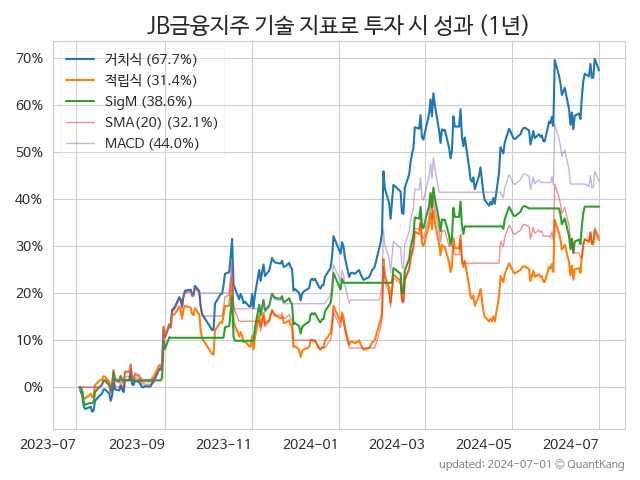 JB금융지주 기술 지표로 투자 시 성과 (1년)
거치식 (67.7%)
적립식 (31.4%)
SigM (38.6%)
SMA(20) (32.1%)
MACD (44.0%)
70%
60%
50%
40%
30%
20%
10%
0%
2023-07 2023-09 2023-11 2024-01 2024-03 2024-05 2024-07
updated: 2024-07-01 © QuantKang